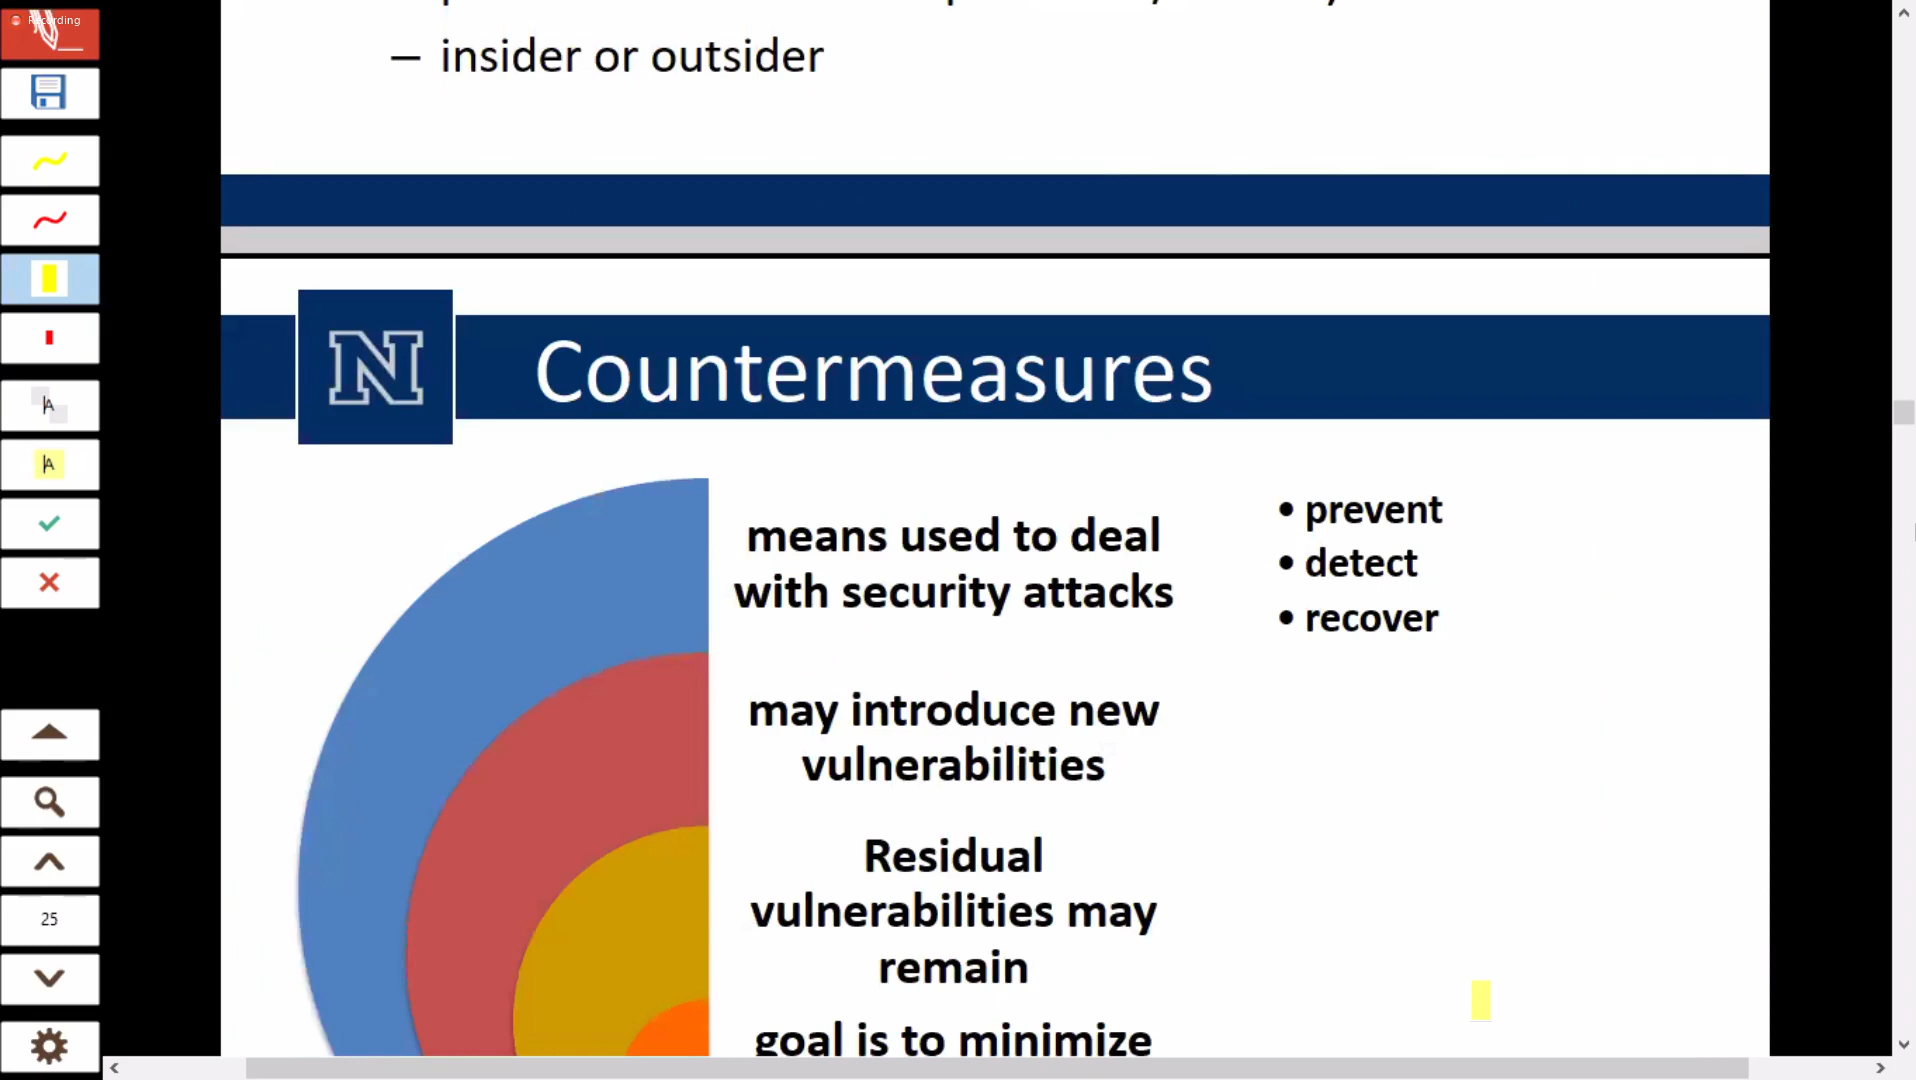 Recording
– insider or outsider
N
Countermeasures
means used to deal
with security attacks
• prevent
• detect
• recover
may introduce new
vulnerabilities
Residual
vulnerabilities may
remain
goal is to minimize
A
A
25